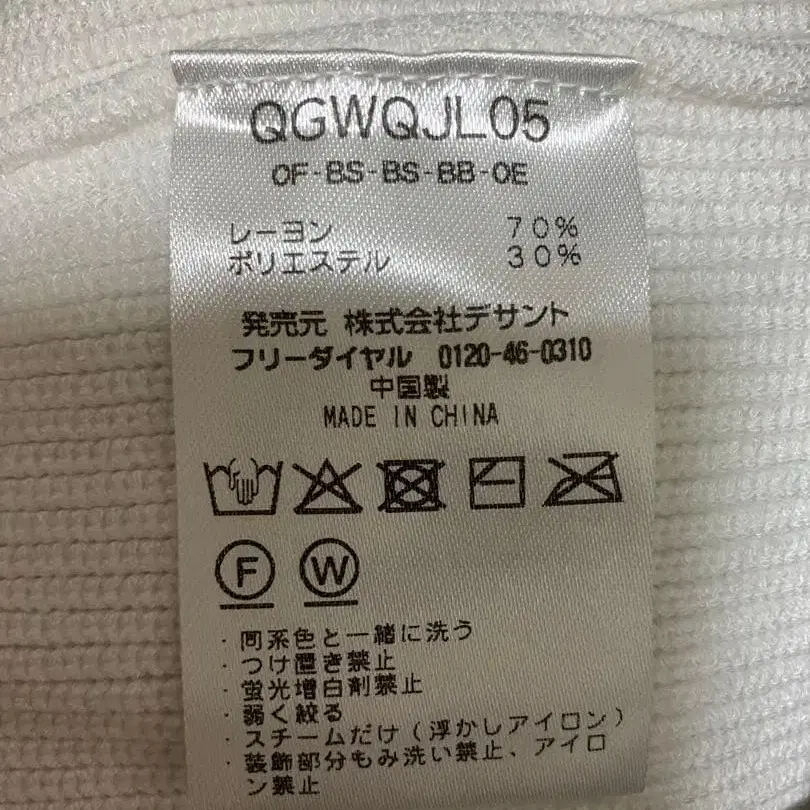 QGWQJL05
OF-BS-BS-BB-OE
レーヨン 70%
ポリエステル 30%
発売元 株式会社デサント
フリーダイヤル 0120-46-0310
中国製
MADE IN CHINA
F W
・同系色と一緒に洗う
・つけ置き禁止
・蛍光増白剤禁止
・弱く絞る
・スチームだけ(浮かしアイロン)
・装飾部分もみ洗い禁止、アイロ
ン禁止